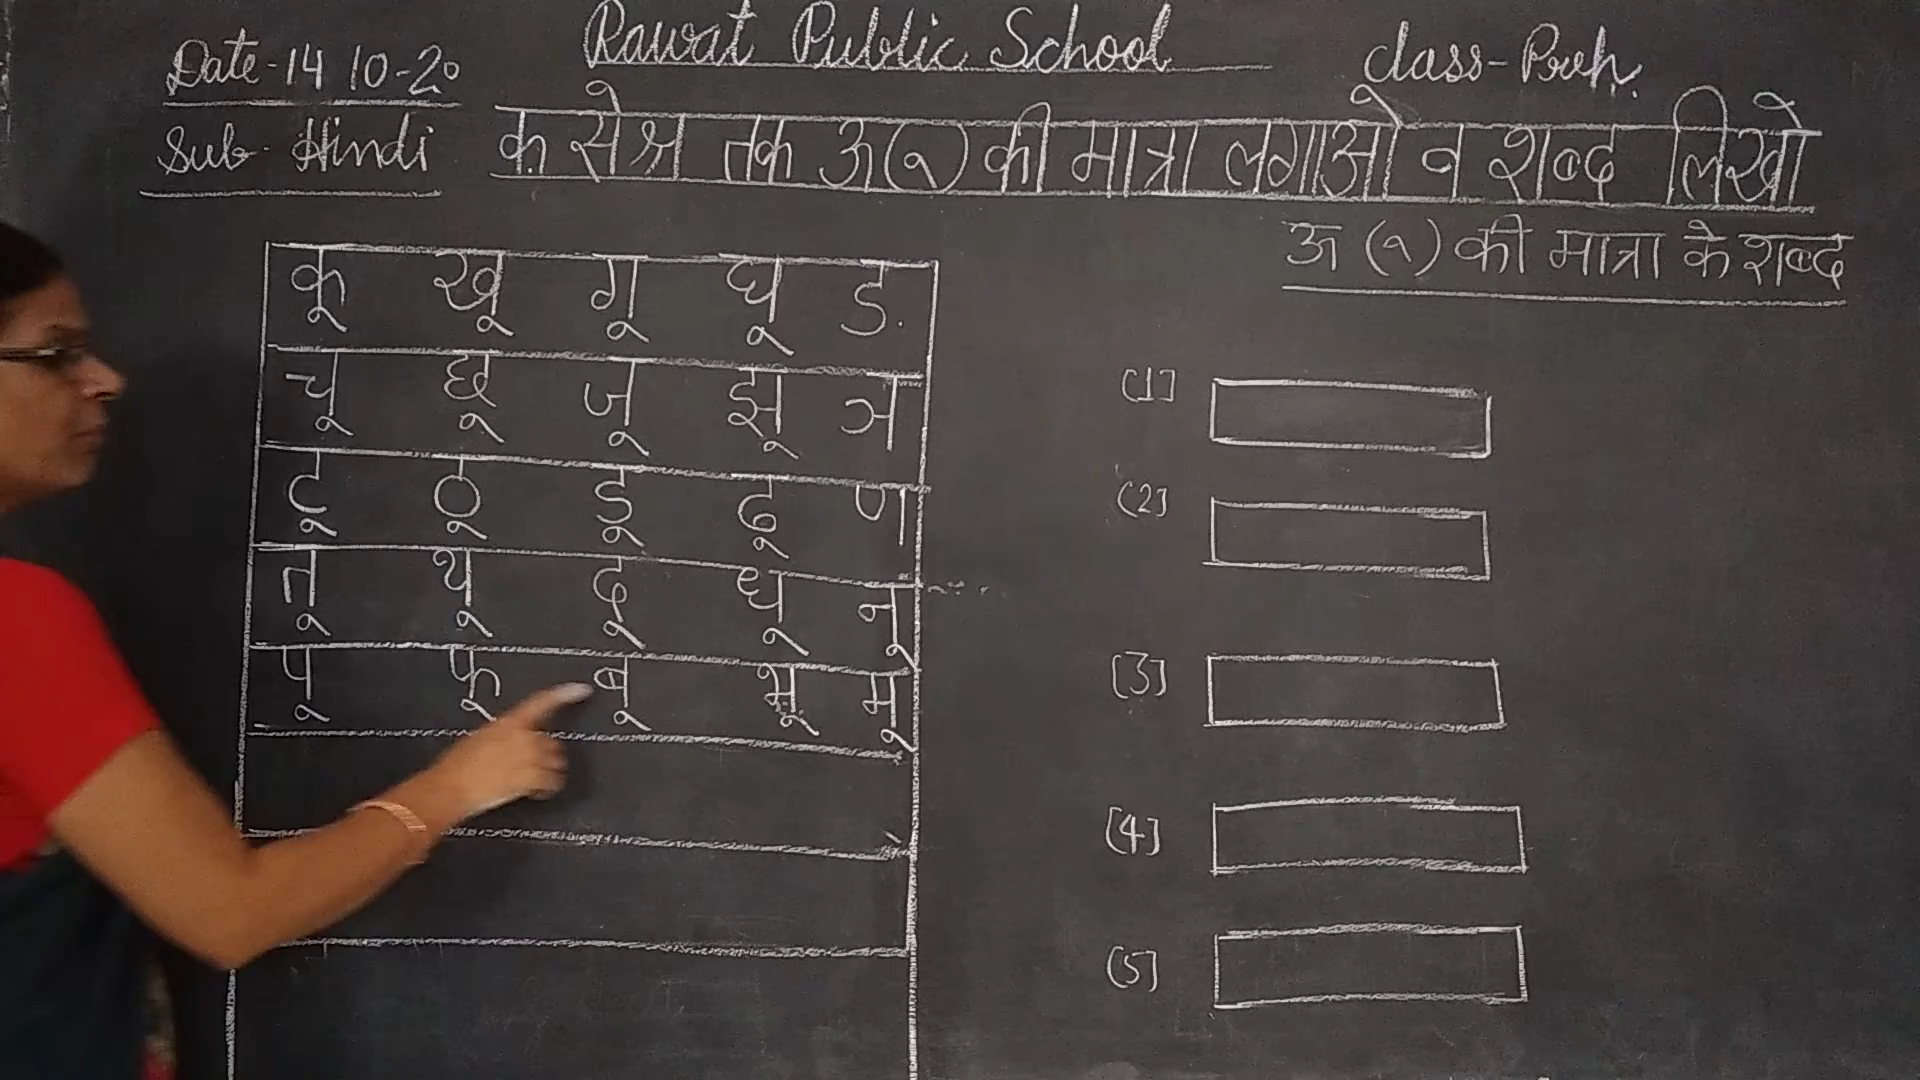 Rawat Public School
Date-14 10-20
Class-Prep.
Sub- Hindi
क से श्र तक ऊ(ू) की मात्रा लगाओ व शब्द लिखो
ऊ (ू) की मात्रा के शब्द
कू खू गू घू ड.
चू छू जू झू ञ
टू ठू डू ढू ण
तू थू दू धू नू
पू फू बू भू मू
(1)
(2)
(3)
(4)
(5)